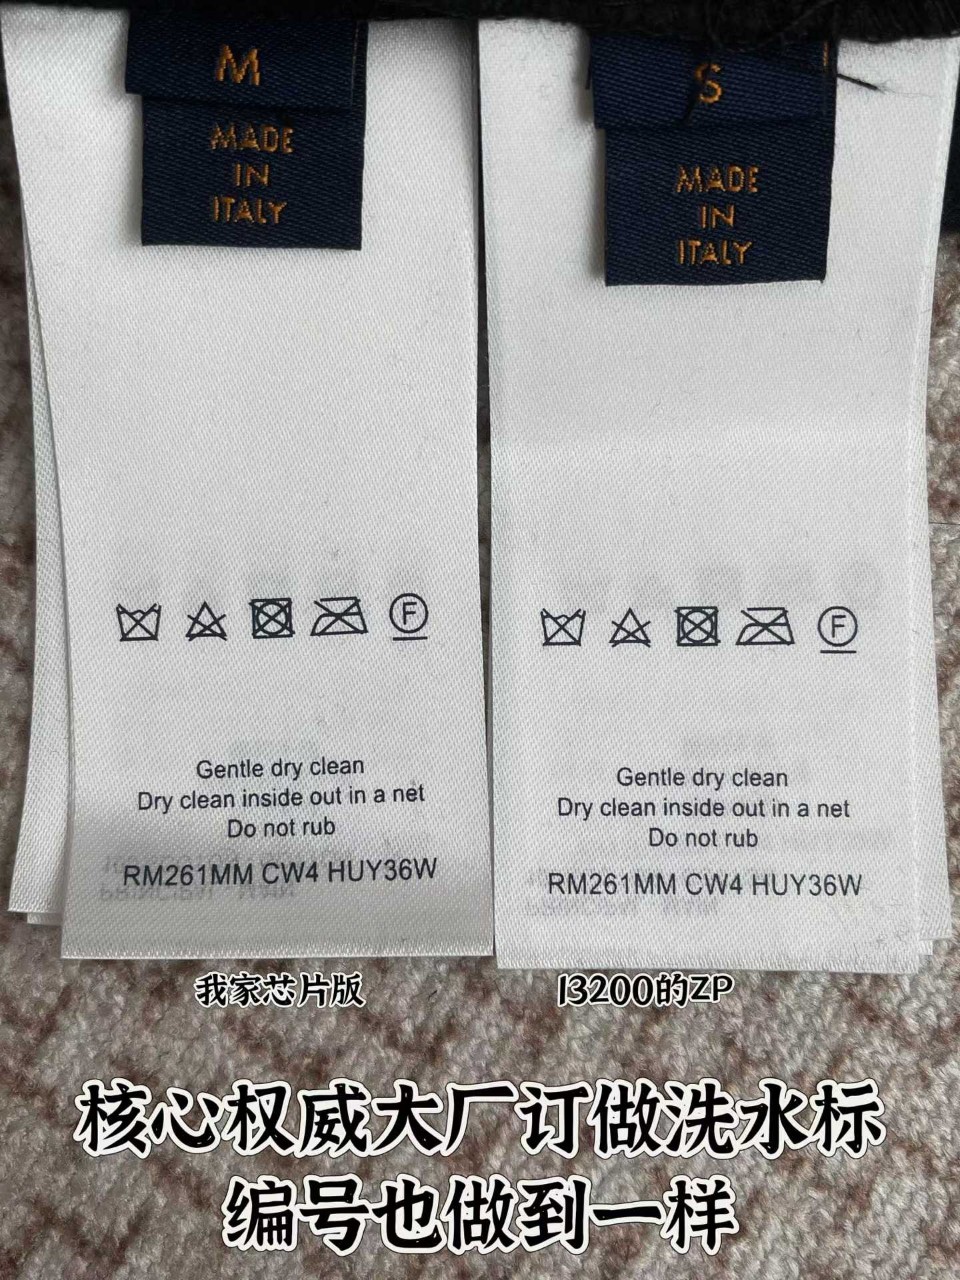 M
MADE
IN
ITALY
S
MADE
IN
ITALY
F
Gentle dry clean
Dry clean inside out in a net
Do not rub
RM261MM CW4 HUY36W
F
Gentle dry clean
Dry clean inside out in a net
Do not rub
RM261MM CW4 HUY36W
我家芯片版
13200的ZP
核心权威大厂订做洗水标
编号也做到一样